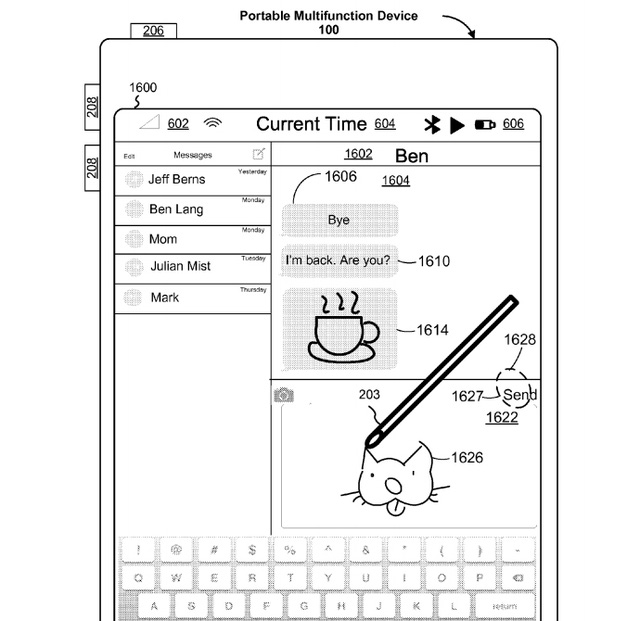 Portable Multifunction Device
100
206
208
208
1600
602
Current Time 604
606
Edit Messages
1602 Ben
Jeff Berns Yesterday
Ben Lang Monday
Mom Monday
Julian Mist Tuesday
Mark Thursday
1606
1604
Bye
I'm back. Are you?
1610
1614
1628
203
1627
Send
1622
1626
! @ # $ % ^ & * ( ) -
Q W E R T Y U I O P
A S D F G H J K L return